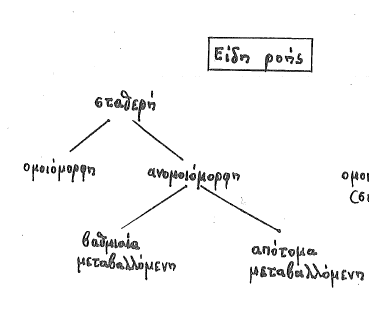 Είδη ροής
σταθερή
ομοιόμορφη
ανομοιόμορφη
βαθμιαία
μεταβαλλόμενη
απότομα
μεταβαλλόμενη